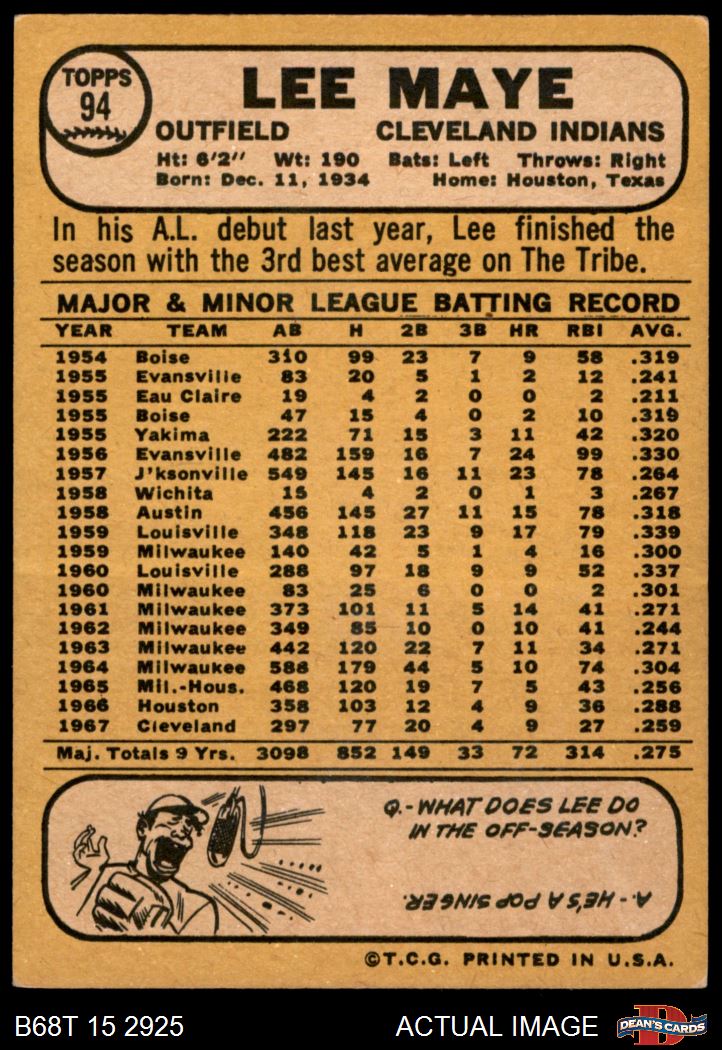 TOPPS
94
LEE MAYE
OUTFIELD CLEVELAND INDIANS
Ht: 6'2" Wt: 190 Bats: Left Throws: Right
Born: Dec. 11, 1934 Home: Houston, Texas
In his A.L. debut last year, Lee finished the
season with the 3rd best average on The Tribe.
MAJOR & MINOR LEAGUE BATTING RECORD
YEAR TEAM AB H 2B 3B HR RBI AVG.
1954 Boise 310 99 23 7 9 58 .319
1955 Evansville 83 20 5 1 2 12 .241
1955 Eau Claire 19 4 2 0 0 2 .211
1955 Boise 47 15 4 0 2 10 .319
1955 Yakima 222 71 15 3 11 42 .320
1956 Evansville 482 159 16 7 24 99 .330
1957 J'ksonville 549 145 16 11 23 78 .264
1958 Wichita 15 4 2 0 1 3 .267
1958 Austin 456 145 27 11 15 78 .318
1959 Louisville 348 118 23 9 17 79 .339
1959 Milwaukee 140 42 5 1 4 16 .300
1960 Louisville 288 97 18 9 9 52 .337
1960 Milwaukee 83 25 6 0 0 2 .301
1961 Milwaukee 373 101 11 5 14 41 .271
1962 Milwaukee 349 85 10 0 10 41 .244
1963 Milwaukee 442 120 22 7 11 34 .271
1964 Milwaukee 588 179 44 5 10 74 .304
1965 Mil.-Hous. 468 120 19 7 5 43 .256
1966 Houston 358 103 12 4 9 36 .288
1967 Cleveland 297 77 20 4 9 27 .259
Maj. Totals 9 Yrs. 3098 852 149 33 72 314 .275
Q.- WHAT DOES LEE DO
IN THE OFF-SEASON?
A.- HE'S A POP SINGER.
©T.C.G. PRINTED IN U.S.A.
B68T 15 2925 ACTUAL IMAGE D DEAN'S CARDS